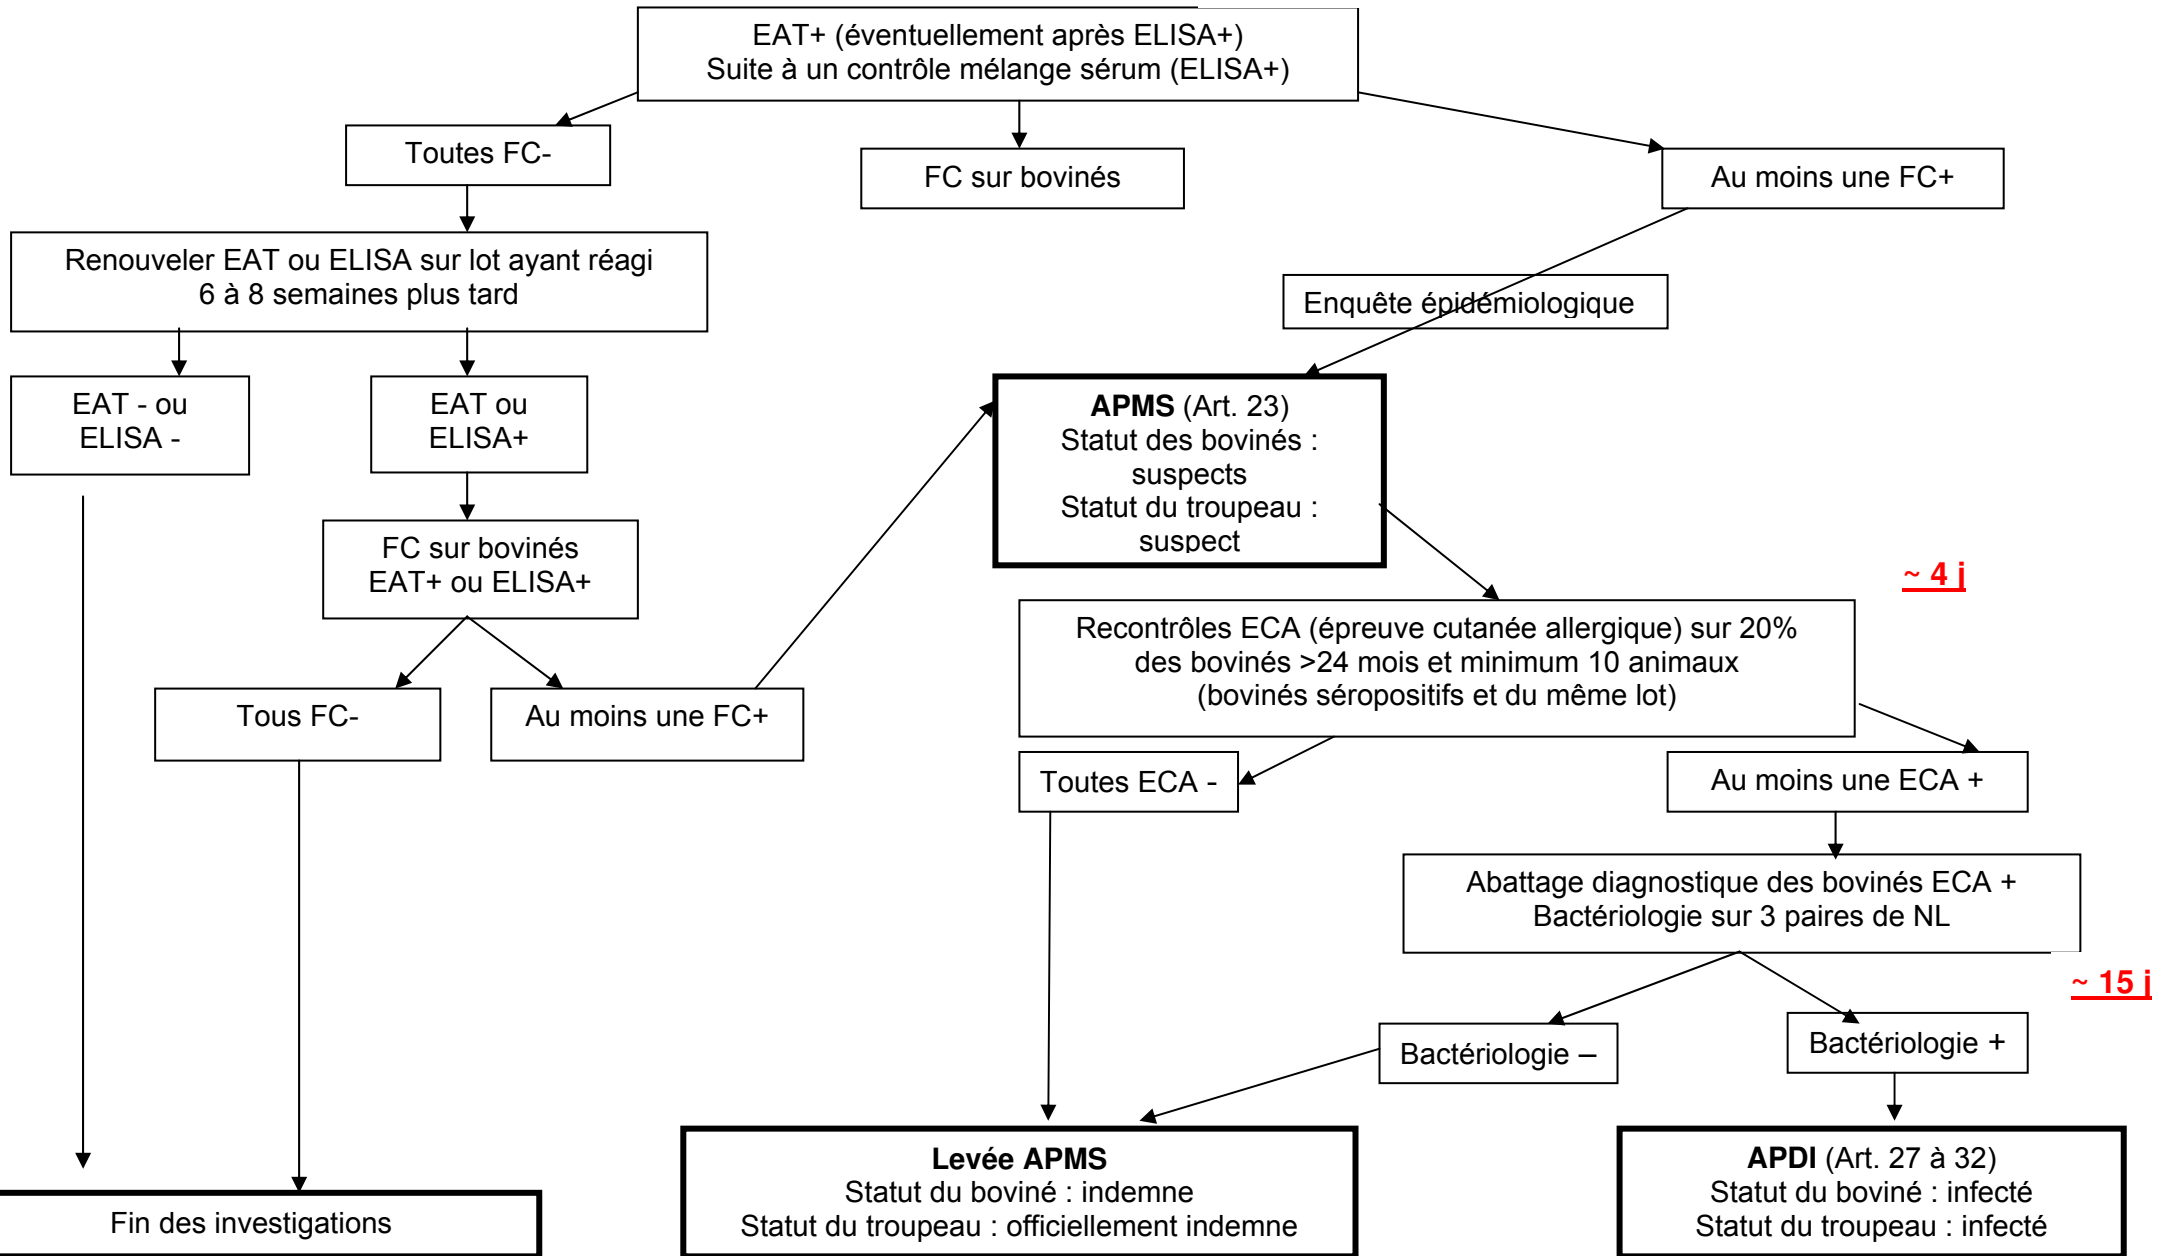 EAT+ (éventuellement après ELISA+)
Suite à un contrôle mélange sérum (ELISA+)
Toutes FC-
FC sur bovinés
Au moins une FC+
Renouveler EAT ou ELISA sur lot ayant réagi
6 à 8 semaines plus tard
Enquête épidémiologique
EAT - ou
ELISA -
EAT ou
ELISA+
APMS (Art. 23)
Statut des bovinés :
suspects
Statut du troupeau :
suspect
FC sur bovinés
EAT+ ou ELISA+
~ 4 j
Recontrôles ECA (épreuve cutanée allergique) sur 20%
des bovinés >24 mois et minimum 10 animaux
(bovinés séropositifs et du même lot)
Tous FC-
Au moins une FC+
Toutes ECA -
Au moins une ECA +
Abattage diagnostique des bovinés ECA +
Bactériologie sur 3 paires de NL
~ 15 j
Bactériologie –
Bactériologie +
Fin des investigations
Levée APMS
Statut du boviné : indemne
Statut du troupeau : officiellement indemne
APDI (Art. 27 à 32)
Statut du boviné : infecté
Statut du troupeau : infecté